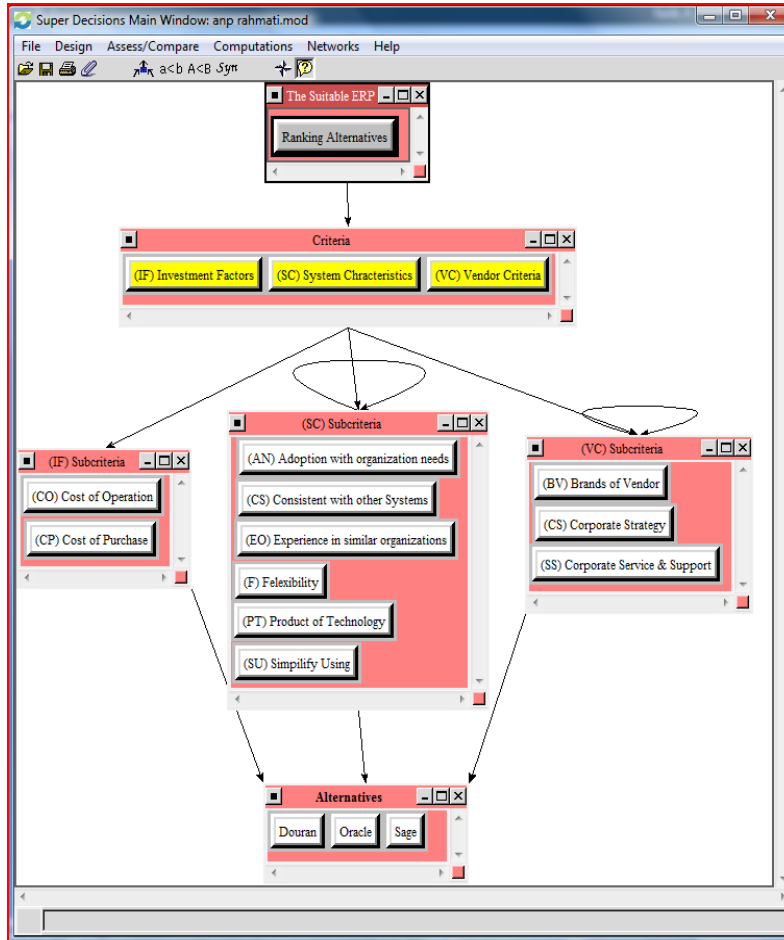 Super Decisions Main Window: anp rahmati.mod
File Design Assess/Compare Computations Networks Help
a<b A<B Syn
The Suitable ERP
Ranking Alternatives
Criteria
(IF) Investment Factors (SC) System Chracteristics (VC) Vendor Criteria
(SC) Subcriteria
(AN) Adoption with organization needs
(CS) Consistent with other Systems
(EO) Experience in similar organizations
(F) Felexibility
(PT) Product of Technology
(SU) Simpilify Using
(IF) Subcriteria
(CO) Cost of Operation
(CP) Cost of Purchase
(VC) Subcriteria
(BV) Brands of Vendor
(CS) Corporate Strategy
(SS) Corporate Service & Support
Alternatives
Douran Oracle Sage